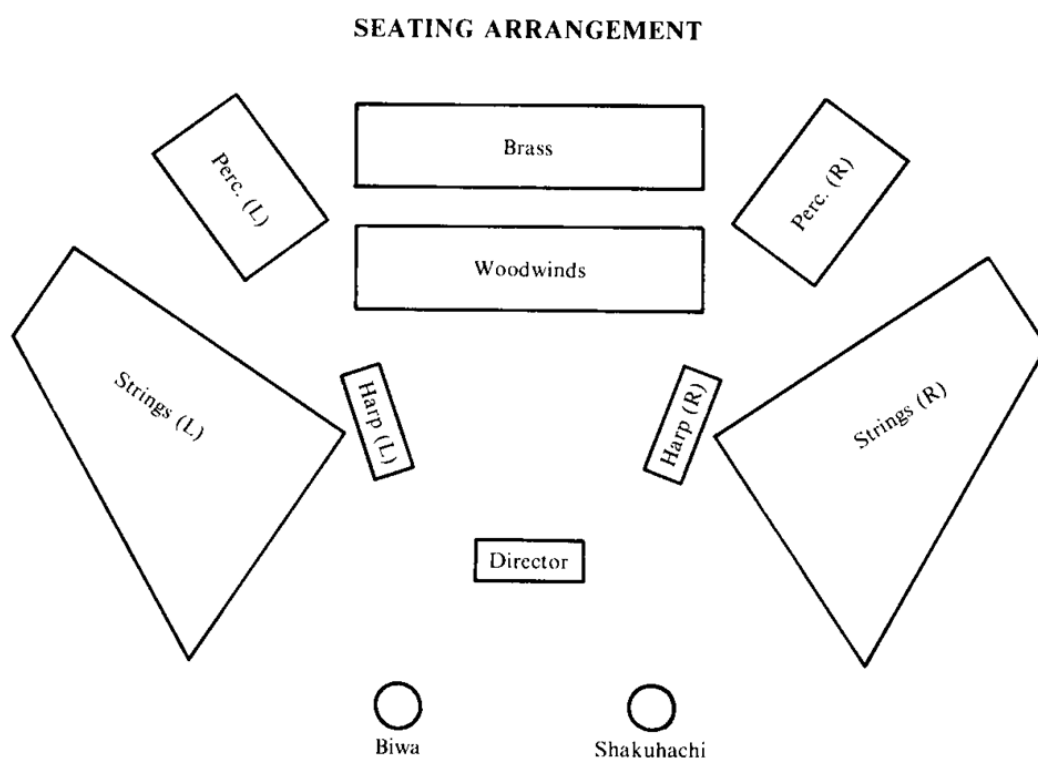 SEATING ARRANGEMENT
Brass
Perc. (L)
Perc. (R)
Woodwinds
Strings (L)
Harp (L)
Harp (R)
Strings (R)
Director
Biwa
Shakuhachi